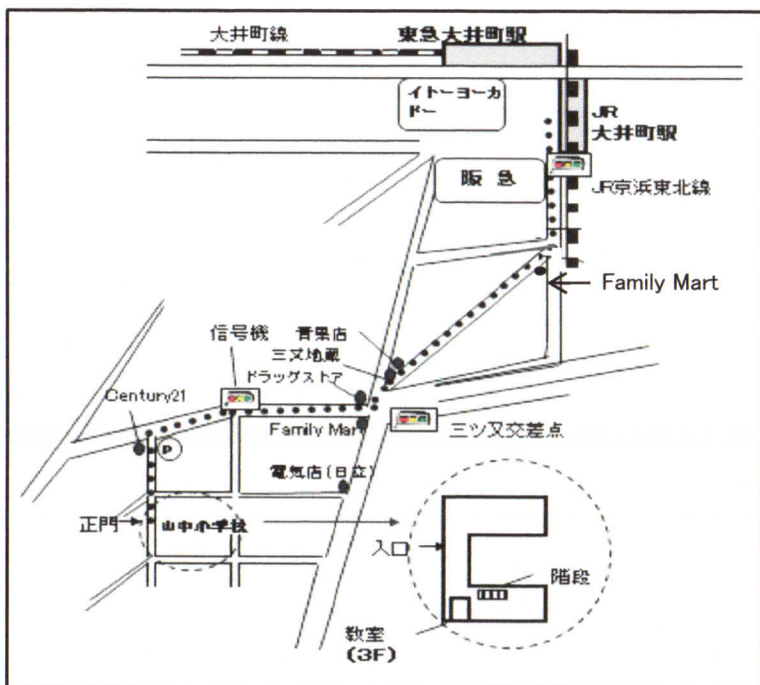 大井町線
東急大井町駅
イトーヨーカ
ドー
JR
大井町駅
阪 急
JR京浜東北線
Family Mart
青果店
信号機
三又地蔵
ドラッグストア
Century21
Family Mart
三ツ又交差点
P
電気店(日立)
正門
山中小学校
入口
階段
教室
(3F)